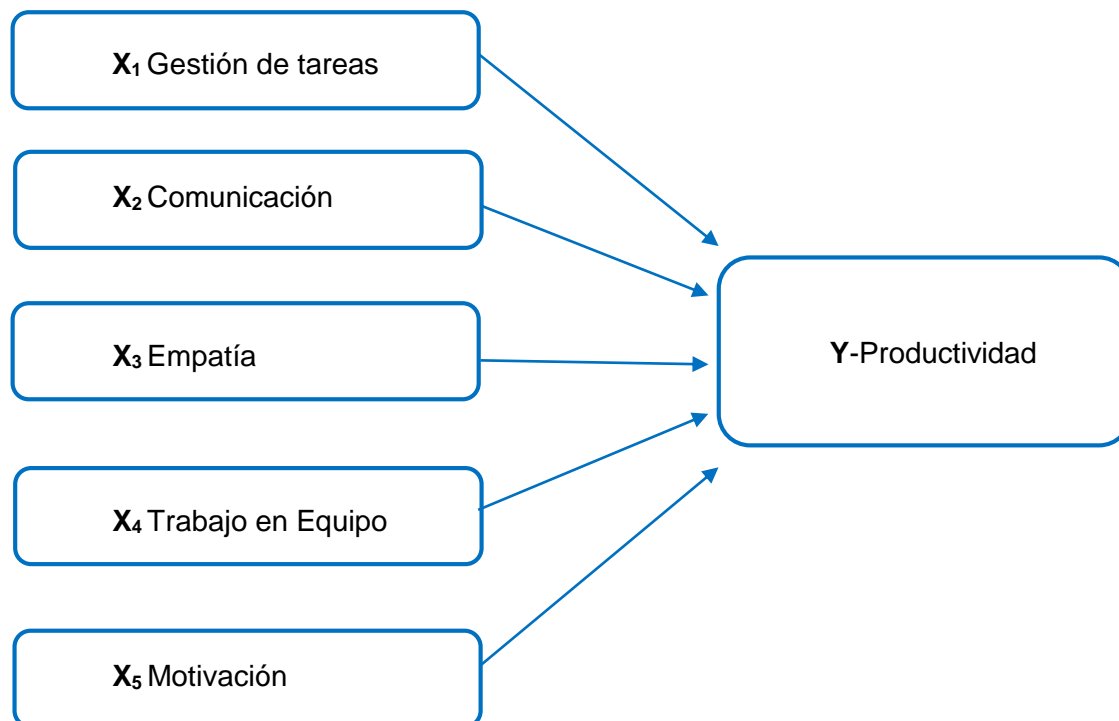 X₁ Gestión de tareas
X₂ Comunicación
X₃ Empatía
X₄ Trabajo en Equipo
X₅ Motivación
Y-Productividad